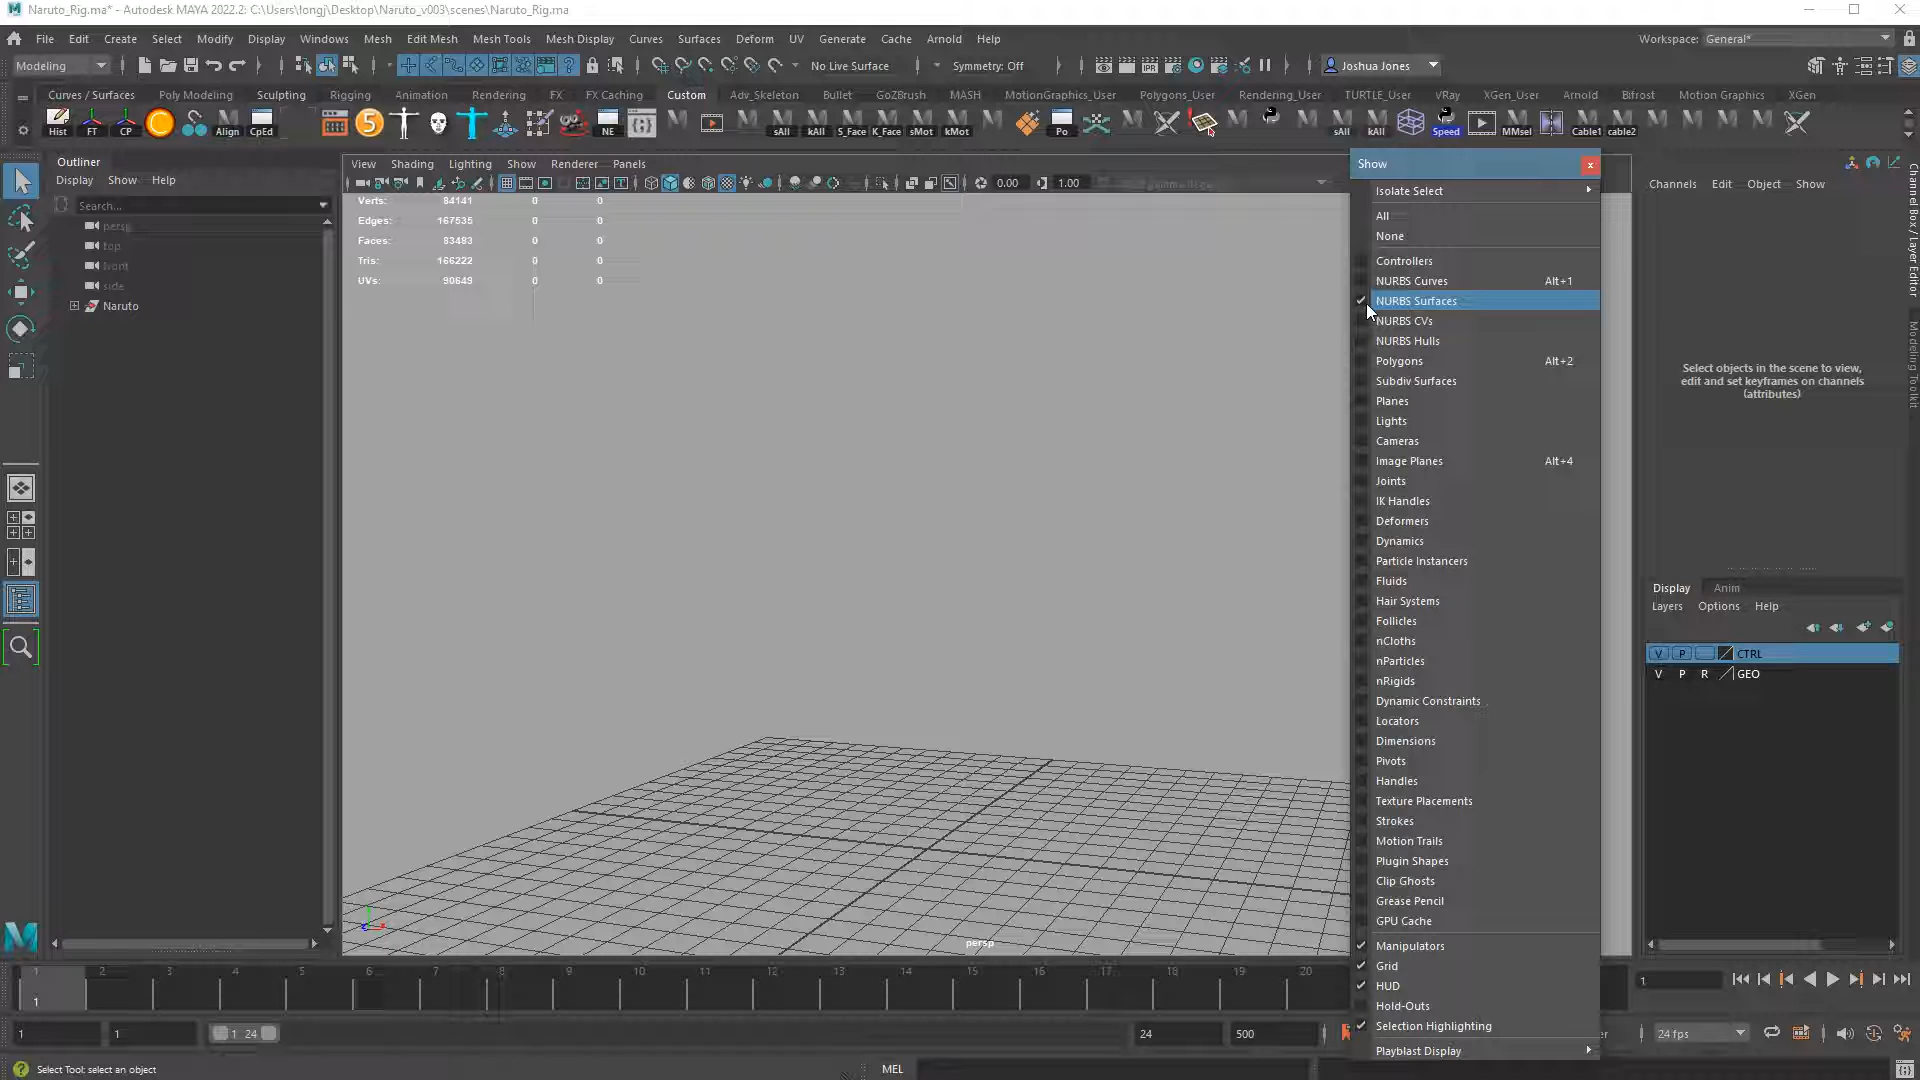 Naruto_Rig.ma* - Autodesk MAYA 2022.2: C:\Users\longj\Desktop\Naruto_v003\scenes\Naruto_Rig.ma
File Edit Create Select Modify Display Windows Mesh Edit Mesh Mesh Tools Mesh Display Curves Surfaces Deform UV Generate Cache Arnold Help
Workspace: General*
Modeling
No Live Surface
Symmetry: Off
Joshua Jones
Curves / Surfaces Poly Modeling Sculpting Rigging Animation Rendering FX FX Caching Custom Adv_Skeleton Bullet GoZBrush MASH MotionGraphics_User Polygons_User Rendering_User TURTLE_User VRay XGen_User Arnold Bifrost Motion Graphics XGen
Hist FT CP Align CpEd NE sAll kAll S_Face K_Face sMot kMot Po sAll kAll Speed MMsel Cable1 cable2
Outliner
Display Show Help
Search...
persp
top
front
side
Naruto
View Shading Lighting Show Renderer Panels
0.00 1.00
Verts: 84141 0 0
Edges: 167535 0 0
Faces: 83483 0 0
Tris: 166222 0 0
UVs: 90649 0 0
persp
Show
Isolate Select
All
None
Controllers
NURBS Curves Alt+1
NURBS Surfaces
NURBS CVs
NURBS Hulls
Polygons Alt+2
Subdiv Surfaces
Planes
Lights
Cameras
Image Planes Alt+4
Joints
IK Handles
Deformers
Dynamics
Particle Instancers
Fluids
Hair Systems
Follicles
nCloths
nParticles
nRigids
Dynamic Constraints
Locators
Dimensions
Pivots
Handles
Texture Placements
Strokes
Motion Trails
Plugin Shapes
Clip Ghosts
Grease Pencil
GPU Cache
Manipulators
Grid
HUD
Hold-Outs
Selection Highlighting
Playblast Display
Channels Edit Object Show
Select objects in the scene to view,
edit and set keyframes on channels
(attributes)
Channel Box / Layer Editor
Modeling Toolkit
Display Anim
Layers Options Help
V P CTRL
V P R GEO
1 2 3 4 5 6 7 8 9 10 11 12 13 14 15 16 17 18 19 20
1
1
1 1 1 24 24 500
24 fps
Select Tool: select an object
MEL